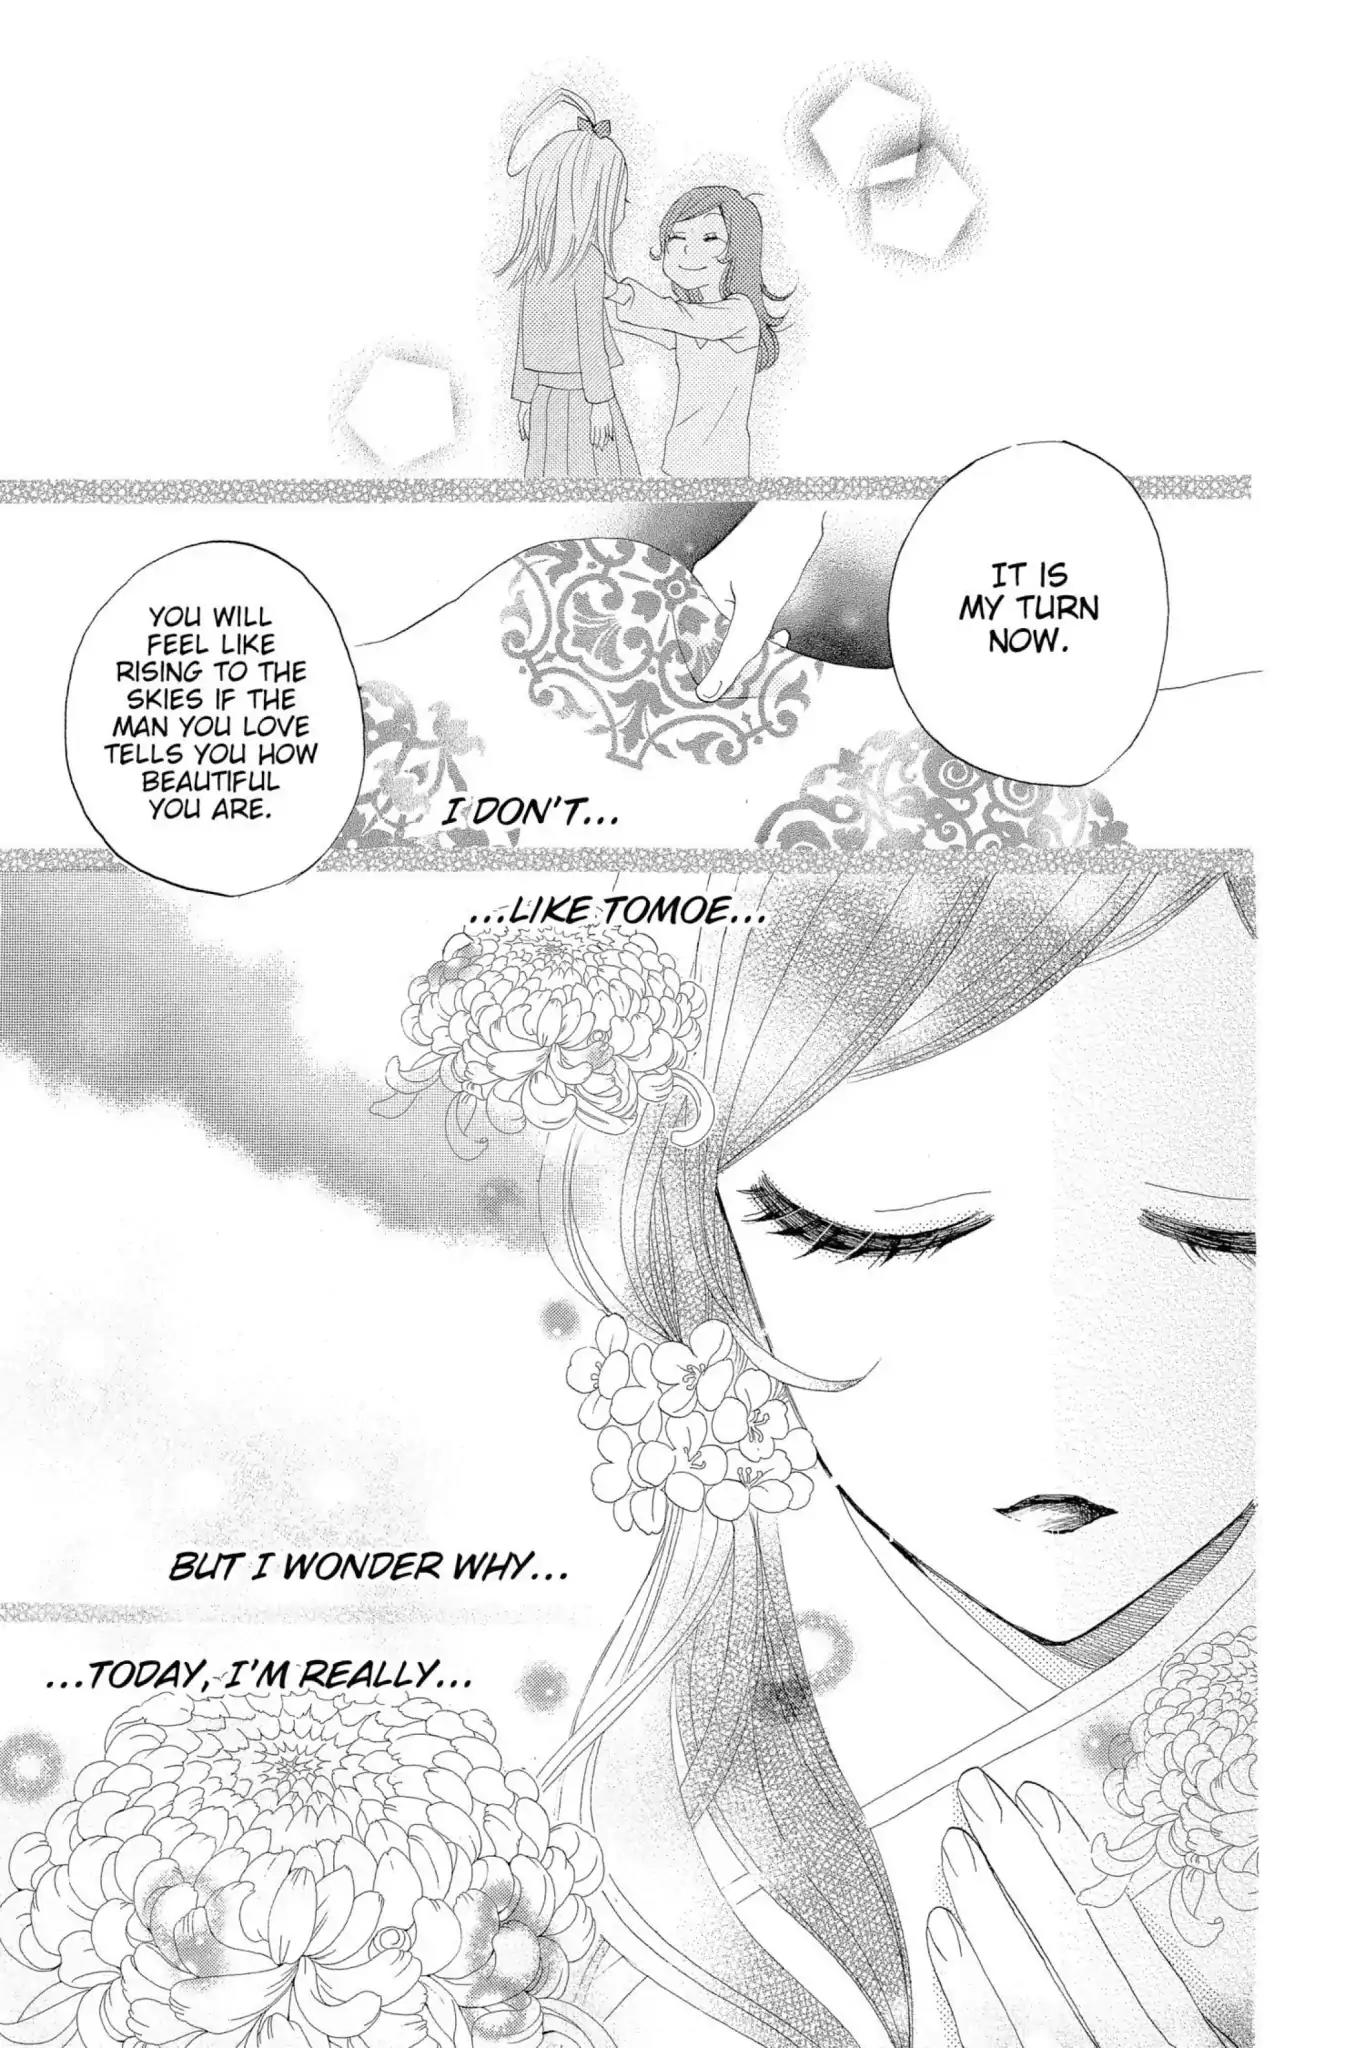 IT IS
MY TURN
NOW.
YOU WILL
FEEL LIKE
RISING TO THE
SKIES IF THE
MAN YOU LOVE
TELLS YOU HOW
BEAUTIFUL
YOU ARE.
I DON'T...
...LIKE TOMOE...
BUT I WONDER WHY...
...TODAY, I'M REALLY...